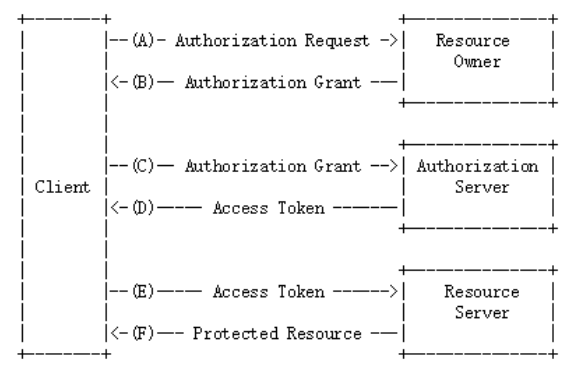 (A) Authorization Request
Resource
Owner
(B) Authorization Grant
(C) Authorization Grant
Authorization
Server
Client
(D) Access Token
(E) Access Token
Resource
Server
(F) Protected Resource